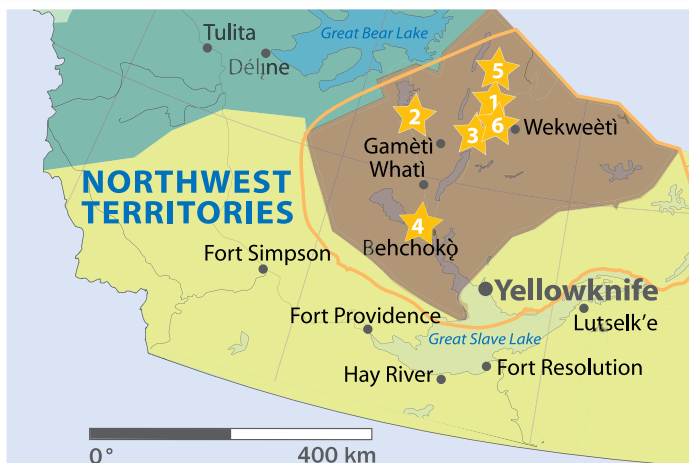 Tulita
Great Bear Lake
Délı̨ne
5
1
2
6
3
Wekweètì
Gamètì
Whatì
NORTHWEST
TERRITORIES
4
Behchokǫ̀
Fort Simpson
Yellowknife
Fort Providence
Lutselk’e
Great Slave Lake
Hay River
Fort Resolution
0°
400 km